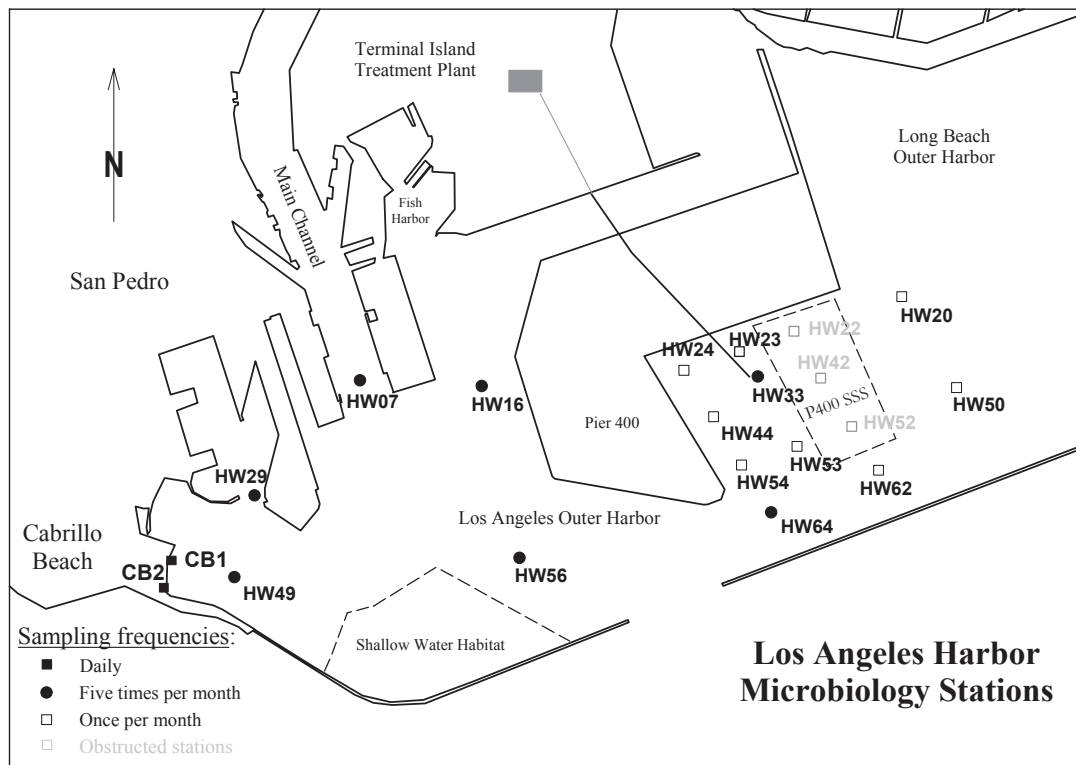 Terminal Island
Treatment Plant
Long Beach
Outer Harbor
N
Main Channel
Fish
Harbor
San Pedro
HW20
HW22
HW23
HW24
HW42
HW33
HW07
HW16
HW50
P400 SSS
Pier 400
HW44
HW52
HW53
HW29
HW54
HW62
Los Angeles Outer Harbor
HW64
Cabrillo
Beach
CB1
CB2
HW49
HW56
Shallow Water Habitat
Sampling frequencies:
Daily
Five times per month
Once per month
Obstructed stations
Los Angeles Harbor
Microbiology Stations